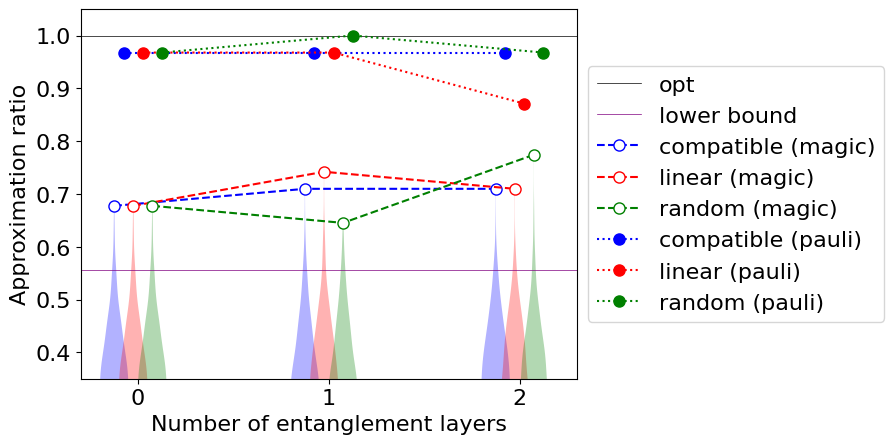 Approximation ratio
1.0
0.9
0.8
0.7
0.6
0.5
0.4
0
1
2
Number of entanglement layers
opt
lower bound
compatible (magic)
linear (magic)
random (magic)
compatible (pauli)
linear (pauli)
random (pauli)